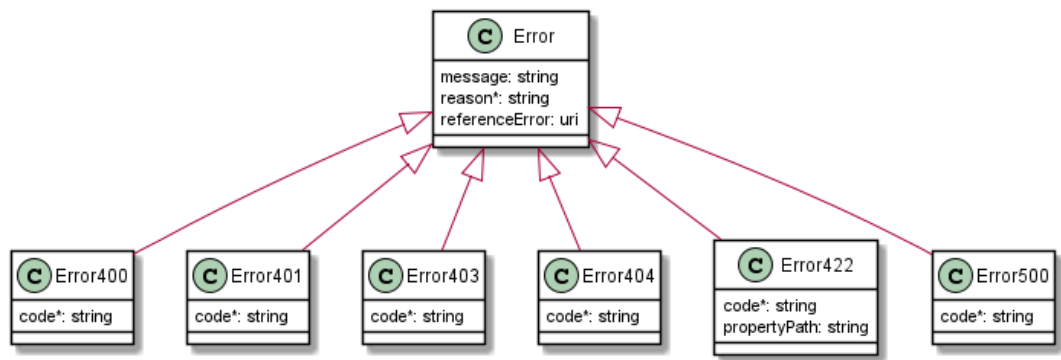 C Error
message: string
reason*: string
referenceError: uri
C Error400
code*: string
C Error401
code*: string
C Error403
code*: string
C Error404
code*: string
C Error422
code*: string
propertyPath: string
C Error500
code*: string